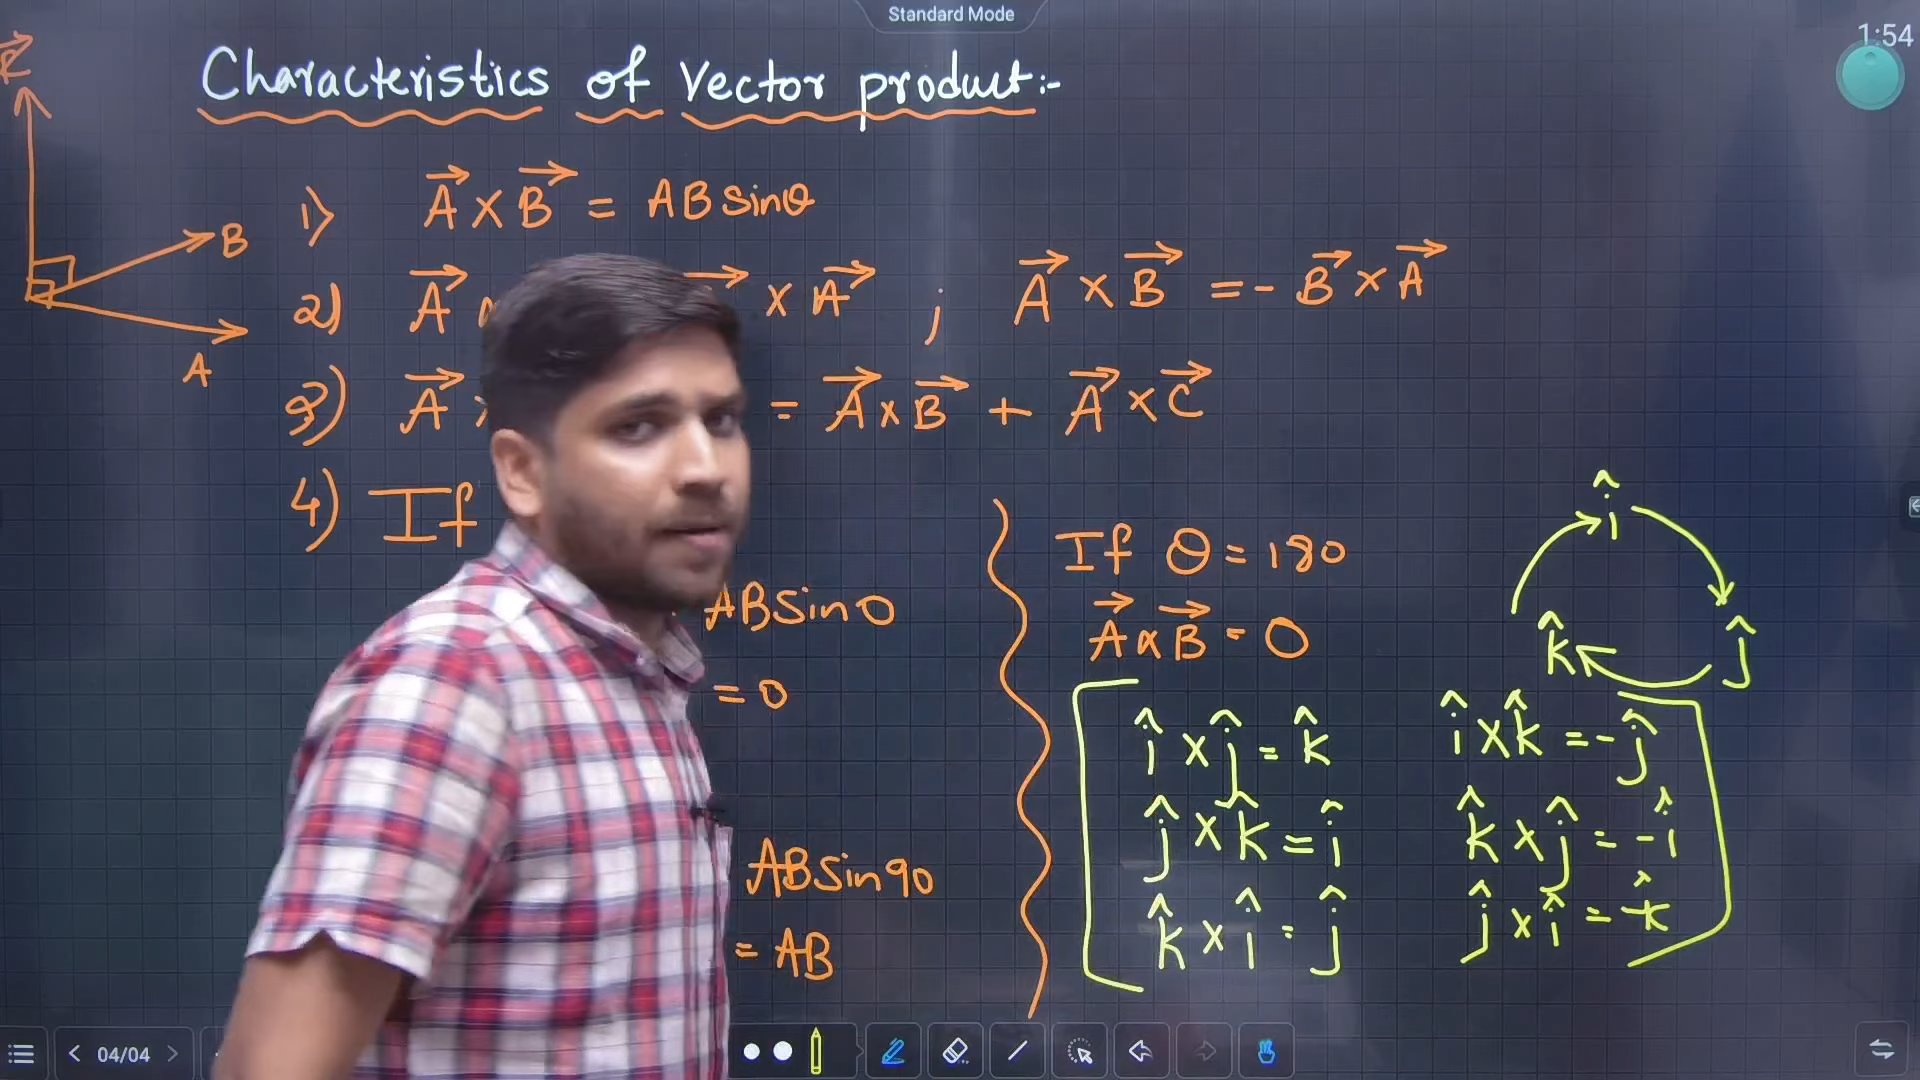 Standard Mode
1:54
Characteristics of Vector product:-
1) A⃗ × B⃗ = AB Sinθ
B
A
2) A⃗ × A⃗ ; A⃗ × B⃗ = - B⃗ × A⃗
3) A⃗ = A⃗ × B⃗ + A⃗ × C⃗
4) If
ABSin0
= 0
ABSin90
= AB
If θ = 180
A⃗ × B⃗ = 0
î
k̂ ĵ
î × ĵ = k̂ î × k̂ = - ĵ
ĵ × k̂ = î k̂ × ĵ = - î
k̂ × î = ĵ ĵ × î = - k̂
04/04